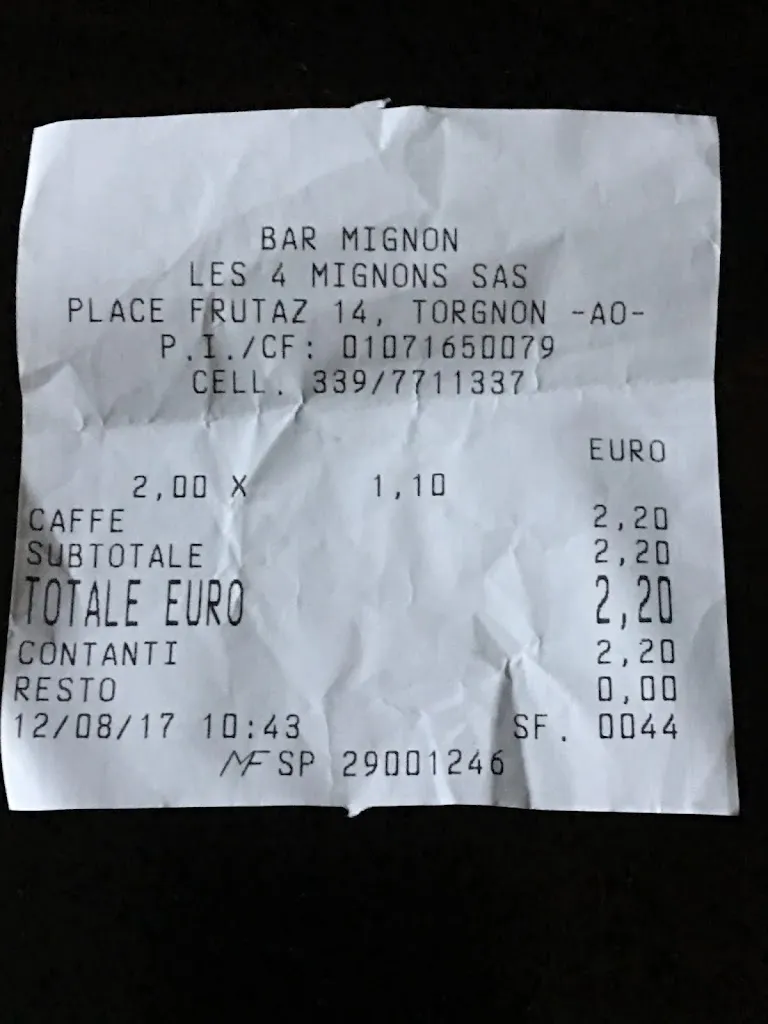 BAR MIGNON
LES 4 MIGNONS SAS
PLACE FRUTAZ 14, TORGNON -AO-
P.I./CF: 01071650079
CELL. 339/7711337
EURO
2,00 X 1,10
CAFFE 2,20
SUBTOTALE 2,20
TOTALE EURO 2,20
CONTANTI 2,20
RESTO 0,00
12/08/17 10:43 SF. 0044
MF SP 29001246